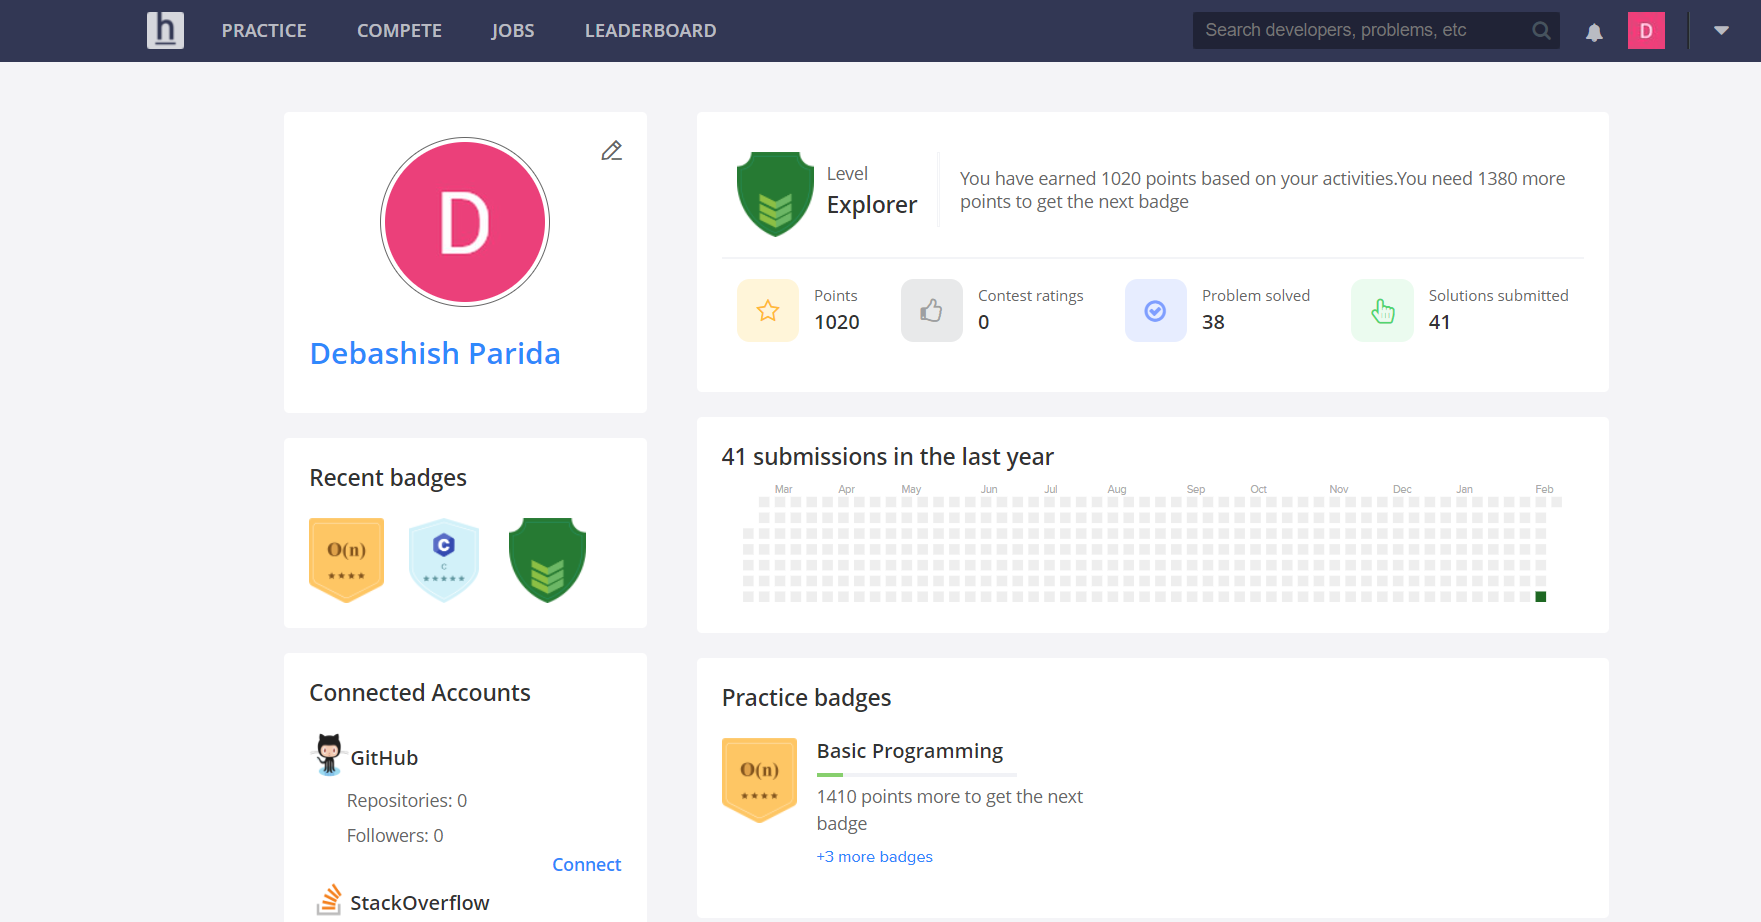 h PRACTICE COMPETE JOBS LEADERBOARD Search developers, problems, etc D
D
Debashish Parida
Level
Explorer
You have earned 1020 points based on your activities.You need 1380 more
points to get the next badge
Points
1020
Contest ratings
0
Problem solved
38
Solutions submitted
41
Recent badges
O(n)
C
C
41 submissions in the last year
Mar Apr May Jun Jul Aug Sep Oct Nov Dec Jan Feb
Connected Accounts
GitHub
Repositories: 0
Followers: 0
Connect
StackOverflow
Practice badges
O(n)
Basic Programming
1410 points more to get the next
badge
+3 more badges